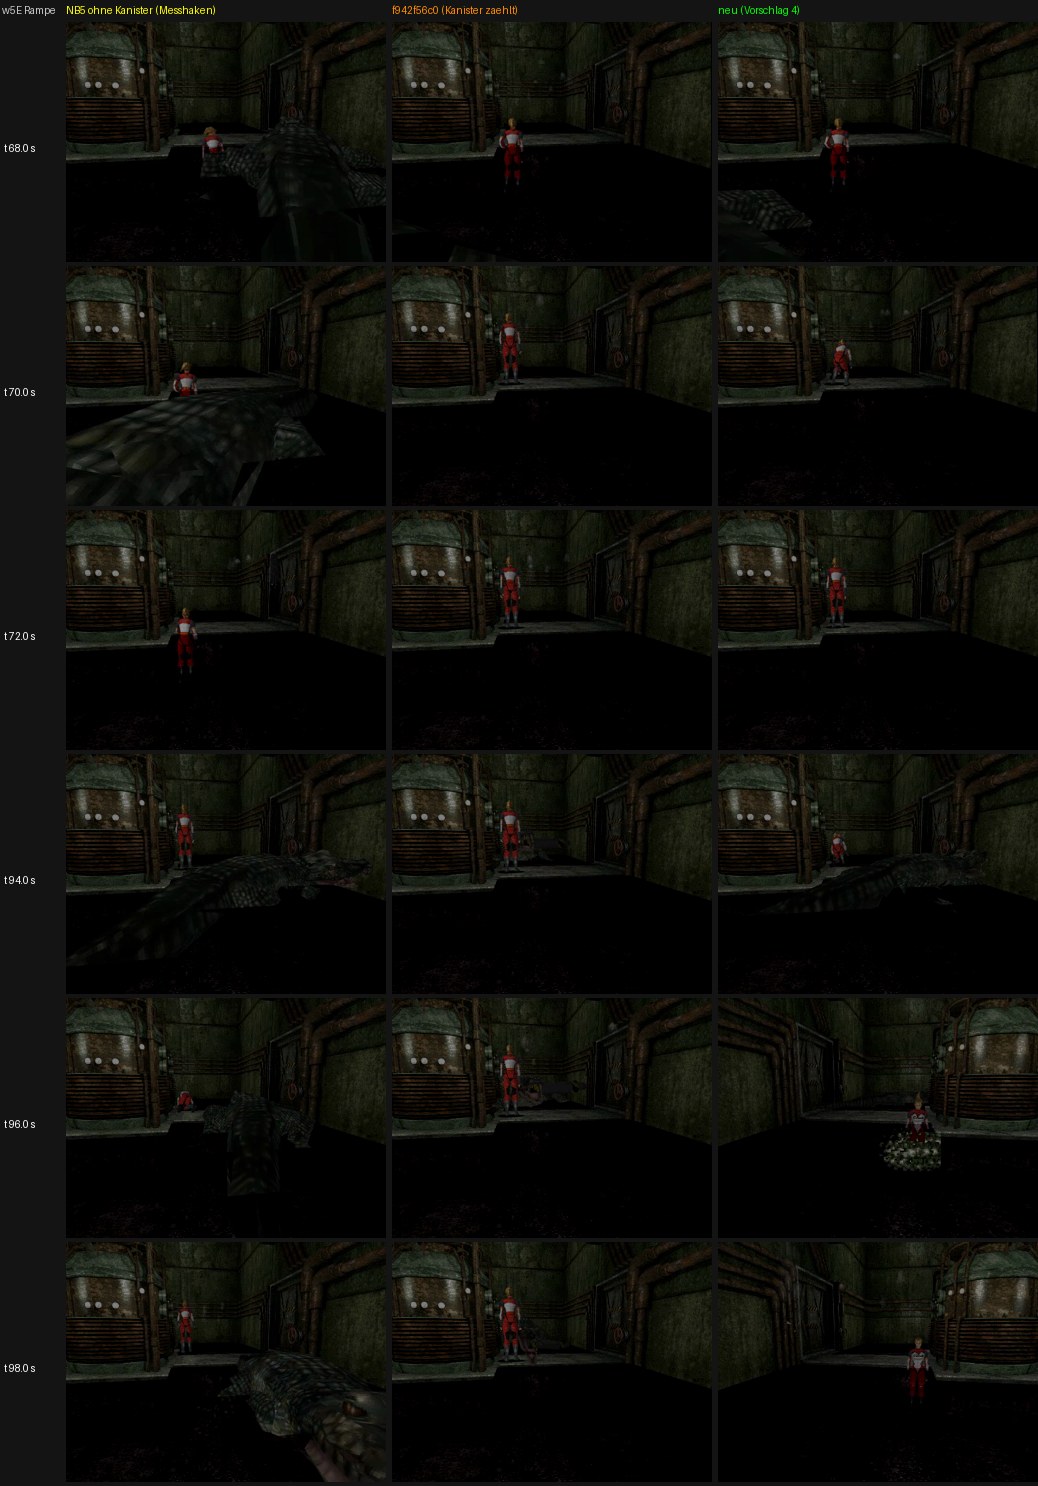 w5E Rampe NB5 ohne Kanister (Messhaken) f942f56c0 (Kanister zaehlt) neu (Vorschlag 4)
t68.0 s
t70.0 s
t72.0 s
t94.0 s
t96.0 s
t98.0 s